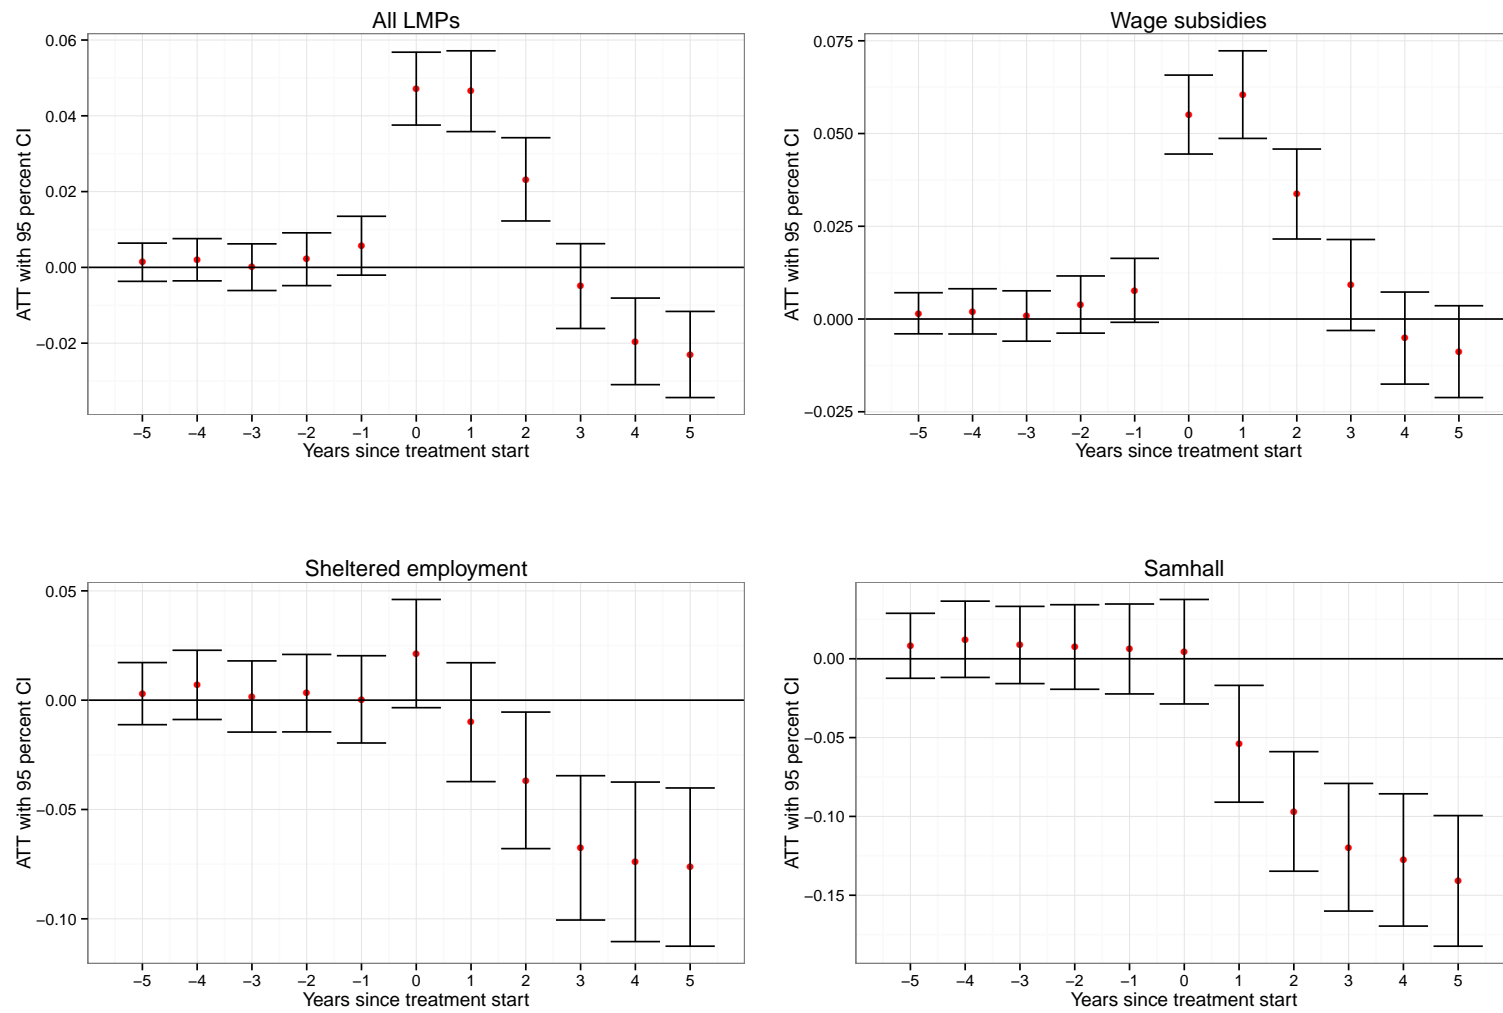 All LMPs
ATT with 95 percent CI
0.06
0.04
0.02
0.00
−0.02
−5 −4 −3 −2 −1 0 1 2 3 4 5
Years since treatment start
Wage subsidies
ATT with 95 percent CI
0.075
0.050
0.025
0.000
−0.025
−5 −4 −3 −2 −1 0 1 2 3 4 5
Years since treatment start
Sheltered employment
ATT with 95 percent CI
0.05
0.00
−0.05
−0.10
−5 −4 −3 −2 −1 0 1 2 3 4 5
Years since treatment start
Samhall
ATT with 95 percent CI
0.00
−0.05
−0.10
−0.15
−5 −4 −3 −2 −1 0 1 2 3 4 5
Years since treatment start